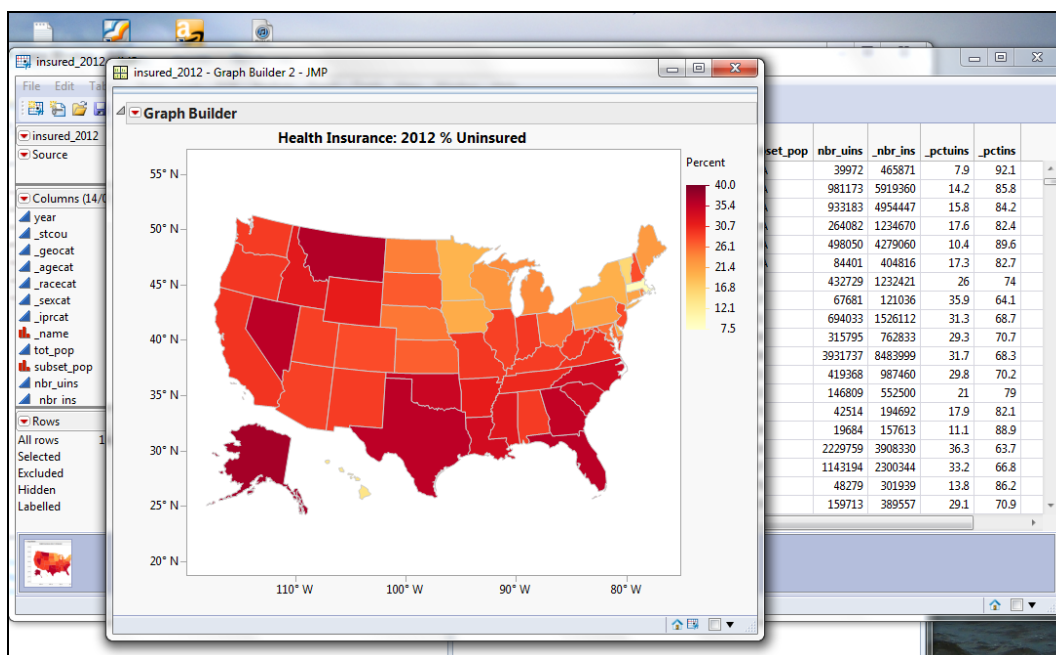 insured_2012
insured_2012 - Graph Builder 2 - JMP
File Edit
Graph Builder
Health Insurance: 2012 % Uninsured
Percent
40.0
35.4
30.7
26.1
21.4
16.8
12.1
7.5
55° N
50° N
45° N
40° N
35° N
30° N
25° N
20° N
110° W 100° W 90° W 80° W
insured_2012
Source
Columns (14/0
year
_stcou
_geocat
_agecat
_racecat
_sexcat
_iprcat
_name
tot_pop
subset_pop
nbr_uins
_nbr_ins
Rows
All rows 1
Selected
Excluded
Hidden
Labelled
set_pop nbr_uins _nbr_ins _pctuins _pctins
39972 465871 7.9 92.1
981173 5919360 14.2 85.8
933183 4954447 15.8 84.2
264082 1234670 17.6 82.4
498050 4279060 10.4 89.6
84401 404816 17.3 82.7
432729 1232421 26 74
67681 121036 35.9 64.1
694033 1526112 31.3 68.7
315795 762833 29.3 70.7
3931737 8483999 31.7 68.3
419368 987460 29.8 70.2
146809 552500 21 79
42514 194692 17.9 82.1
19684 157613 11.1 88.9
2229759 3908330 36.3 63.7
1143194 2300344 33.2 66.8
48279 301939 13.8 86.2
159713 389557 29.1 70.9